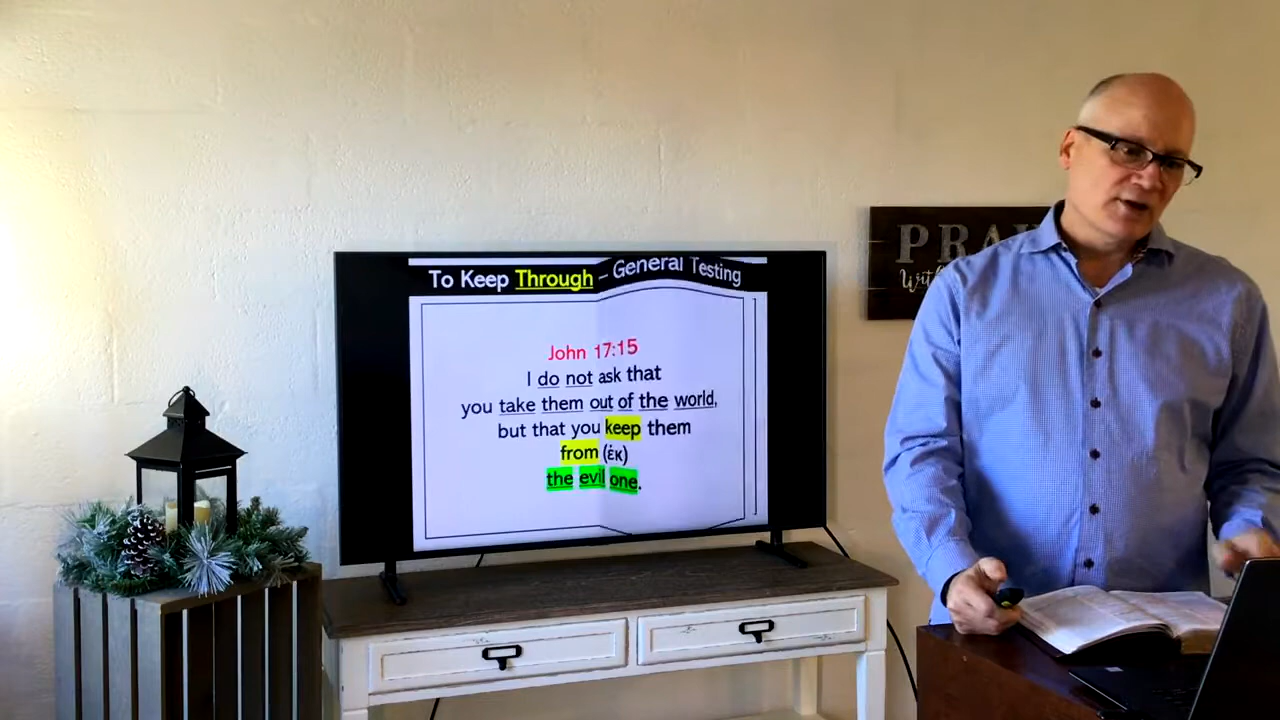 To Keep Through – General Testing
John 17:15
I do not ask that
you take them out of the world,
but that you keep them
from (ἐκ)
the evil one.